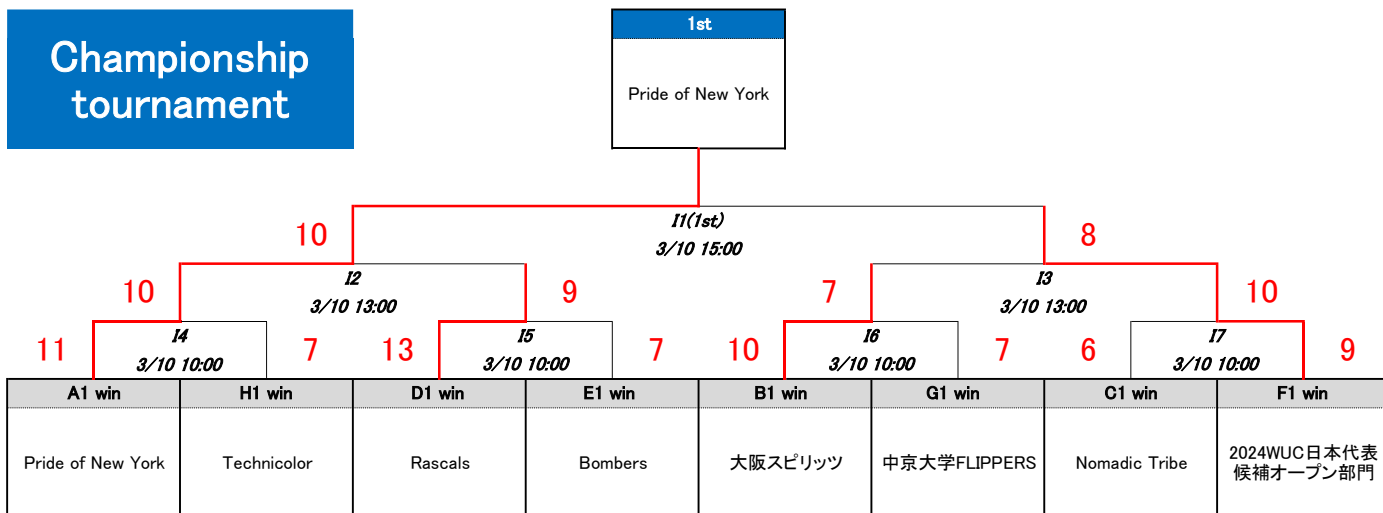 Championship
tournament
1st
Pride of New York
I1(1st)
3/10 15:00
10
8
I2
3/10 13:00
I3
3/10 13:00
10
9
7
10
I4
3/10 10:00
I5
3/10 10:00
I6
3/10 10:00
I7
3/10 10:00
11
7
13
7
10
7
6
9
A1 win
H1 win
D1 win
E1 win
B1 win
G1 win
C1 win
F1 win
Pride of New York
Technicolor
Rascals
Bombers
大阪スピリッツ
中京大学FLIPPERS
Nomadic Tribe
2024WUC日本代表
候補オープン部門